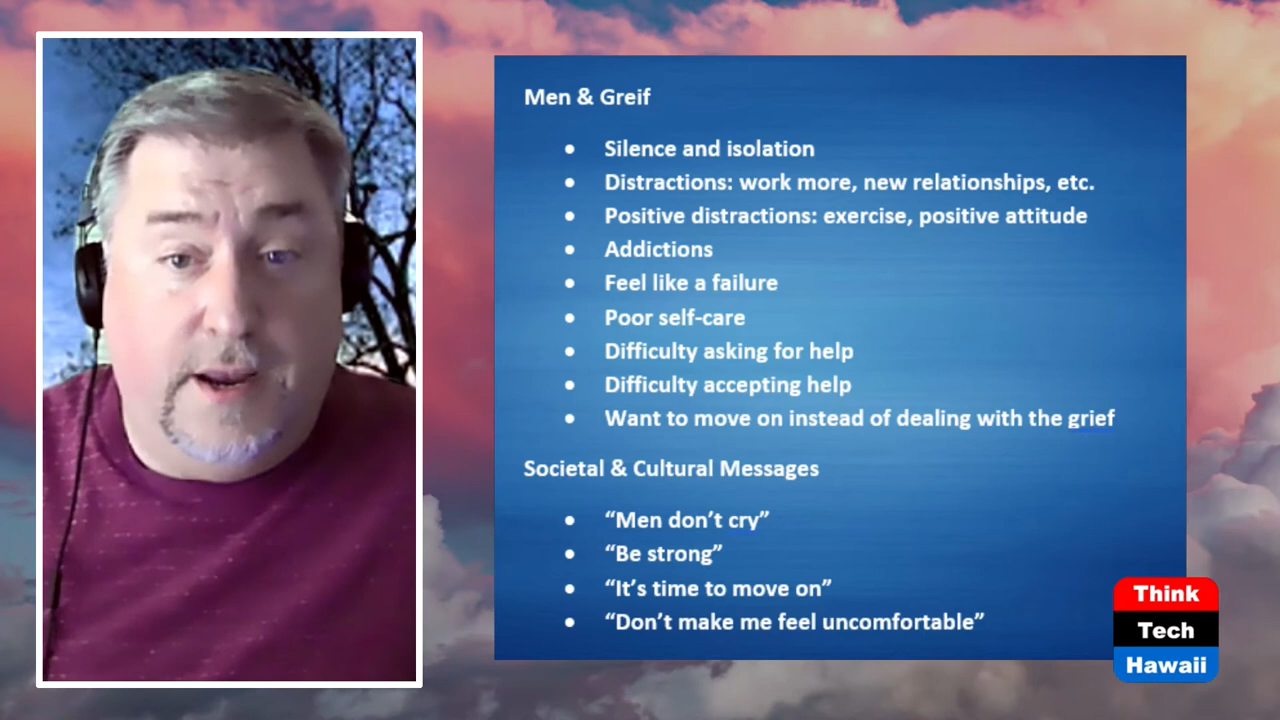 Men & Greif
• Silence and isolation
• Distractions: work more, new relationships, etc.
• Positive distractions: exercise, positive attitude
• Addictions
• Feel like a failure
• Poor self-care
• Difficulty asking for help
• Difficulty accepting help
• Want to move on instead of dealing with the grief
Societal & Cultural Messages
• “Men don’t cry”
• “Be strong”
• “It’s time to move on”
• “Don’t make me feel uncomfortable”
Think
Tech
Hawaii